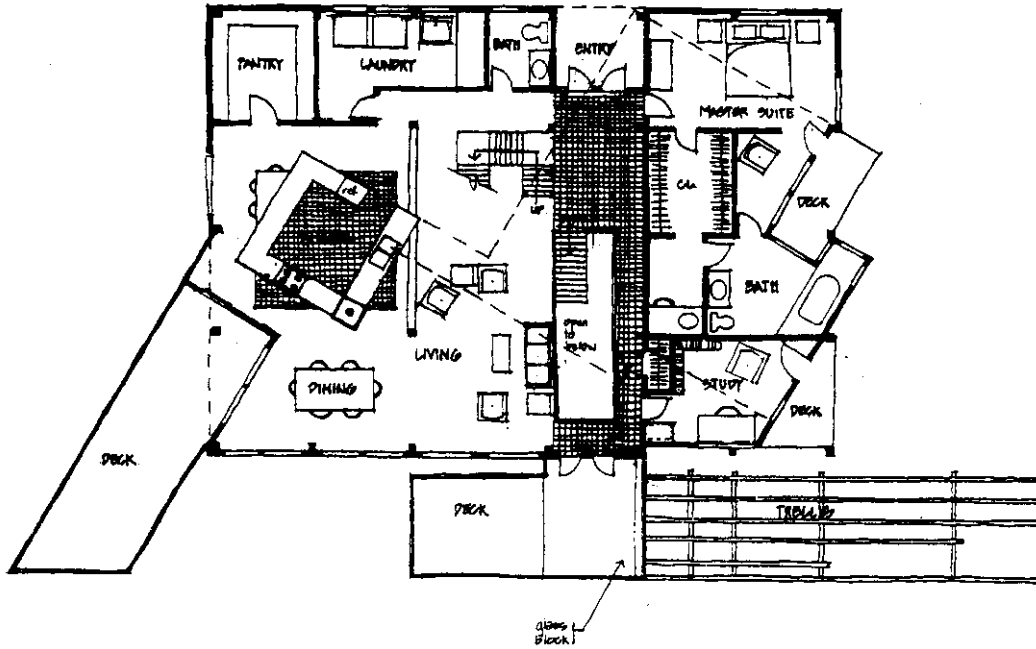 PANTRY
LAUNDRY
BATH
ENTRY
MASTER SUITE
ref
UP
DECK
BATH
open
to
below
LIVING
STUDY
DINING
DECK
DECK
DECK
TRELLIS
glass
block